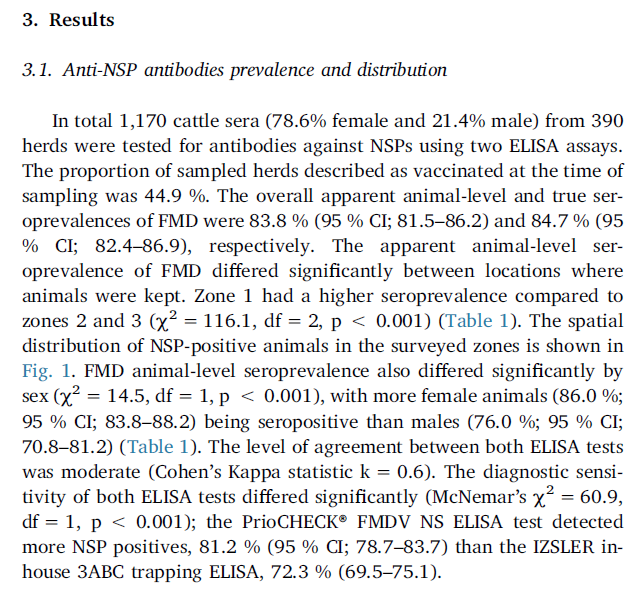 3. Results
3.1. Anti-NSP antibodies prevalence and distribution
In total 1,170 cattle sera (78.6% female and 21.4% male) from 390
herds were tested for antibodies against NSPs using two ELISA assays.
The proportion of sampled herds described as vaccinated at the time of
sampling was 44.9 %. The overall apparent animal-level and true ser-
oprevalences of FMD were 83.8 % (95 % CI; 81.5–86.2) and 84.7 % (95
% CI; 82.4–86.9), respectively. The apparent animal-level ser-
oprevalence of FMD differed significantly between locations where
animals were kept. Zone 1 had a higher seroprevalence compared to
zones 2 and 3 (χ² = 116.1, df = 2, p < 0.001) (Table 1). The spatial
distribution of NSP-positive animals in the surveyed zones is shown in
Fig. 1. FMD animal-level seroprevalence also differed significantly by
sex (χ² = 14.5, df = 1, p < 0.001), with more female animals (86.0 %;
95 % CI; 83.8–88.2) being seropositive than males (76.0 %; 95 % CI;
70.8–81.2) (Table 1). The level of agreement between both ELISA tests
was moderate (Cohen's Kappa statistic k = 0.6). The diagnostic sensi-
tivity of both ELISA tests differed significantly (McNemar's χ² = 60.9,
df = 1, p < 0.001); the PrioCHECK® FMDV NS ELISA test detected
more NSP positives, 81.2 % (95 % CI; 78.7–83.7) than the IZSLER in-
house 3ABC trapping ELISA, 72.3 % (69.5–75.1).